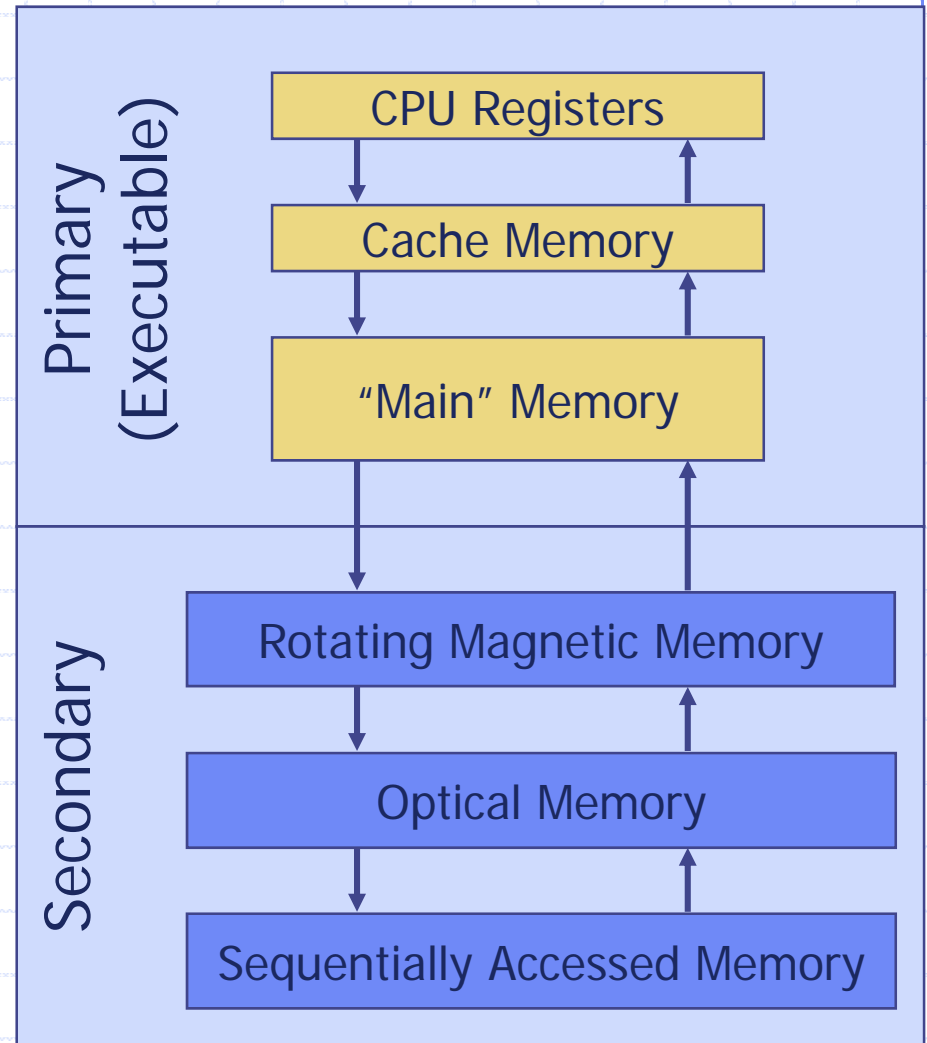 Primary
(Executable)
CPU Registers
Cache Memory
“Main” Memory
Secondary
Rotating Magnetic Memory
Optical Memory
Sequentially Accessed Memory